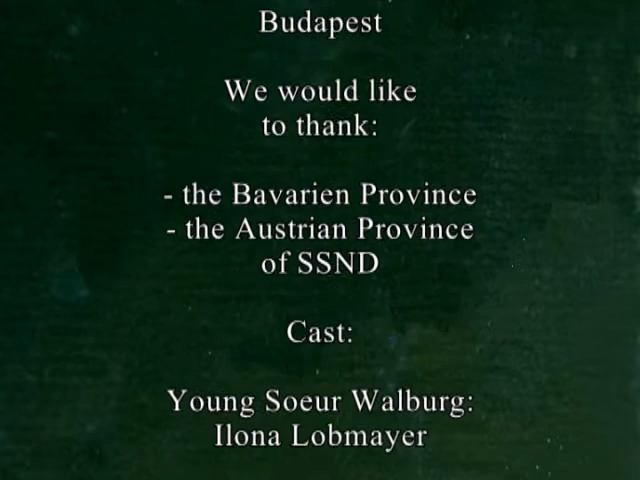 Budapest
We would like
to thank:
- the Bavarien Province
- the Austrian Province
of SSND
Cast:
Young Soeur Walburg:
Ilona Lobmayer